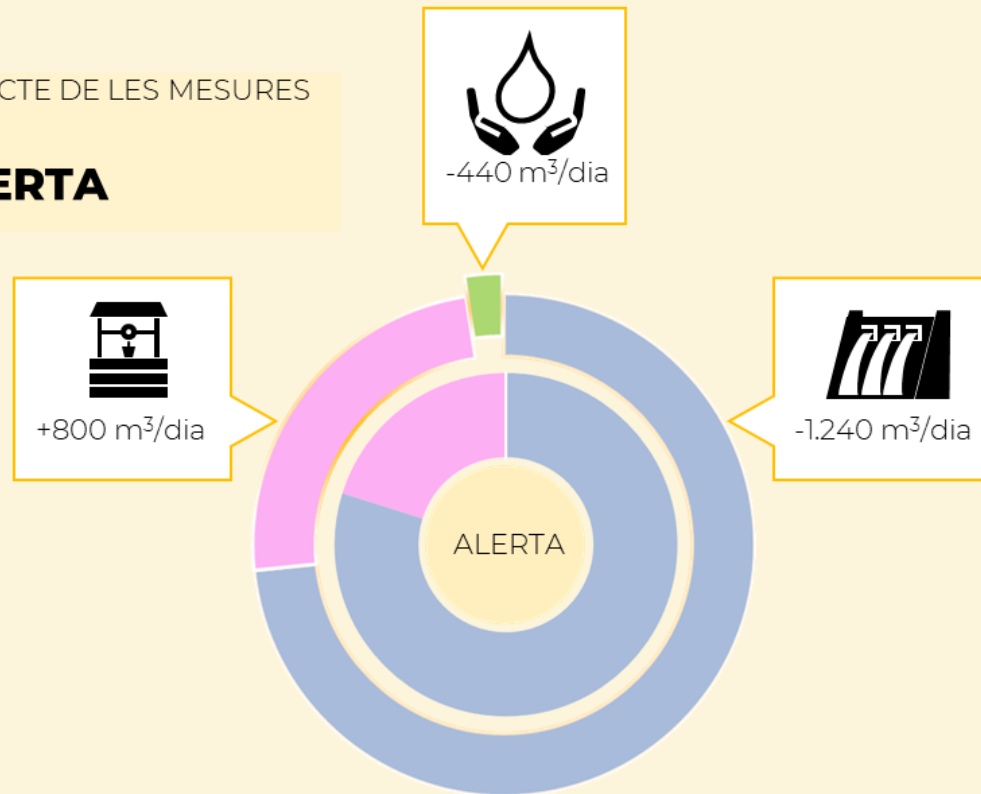 CTE DE LES MESURES
ERTA
-440 m³/dia
+800 m³/dia
-1.240 m³/dia
ALERTA